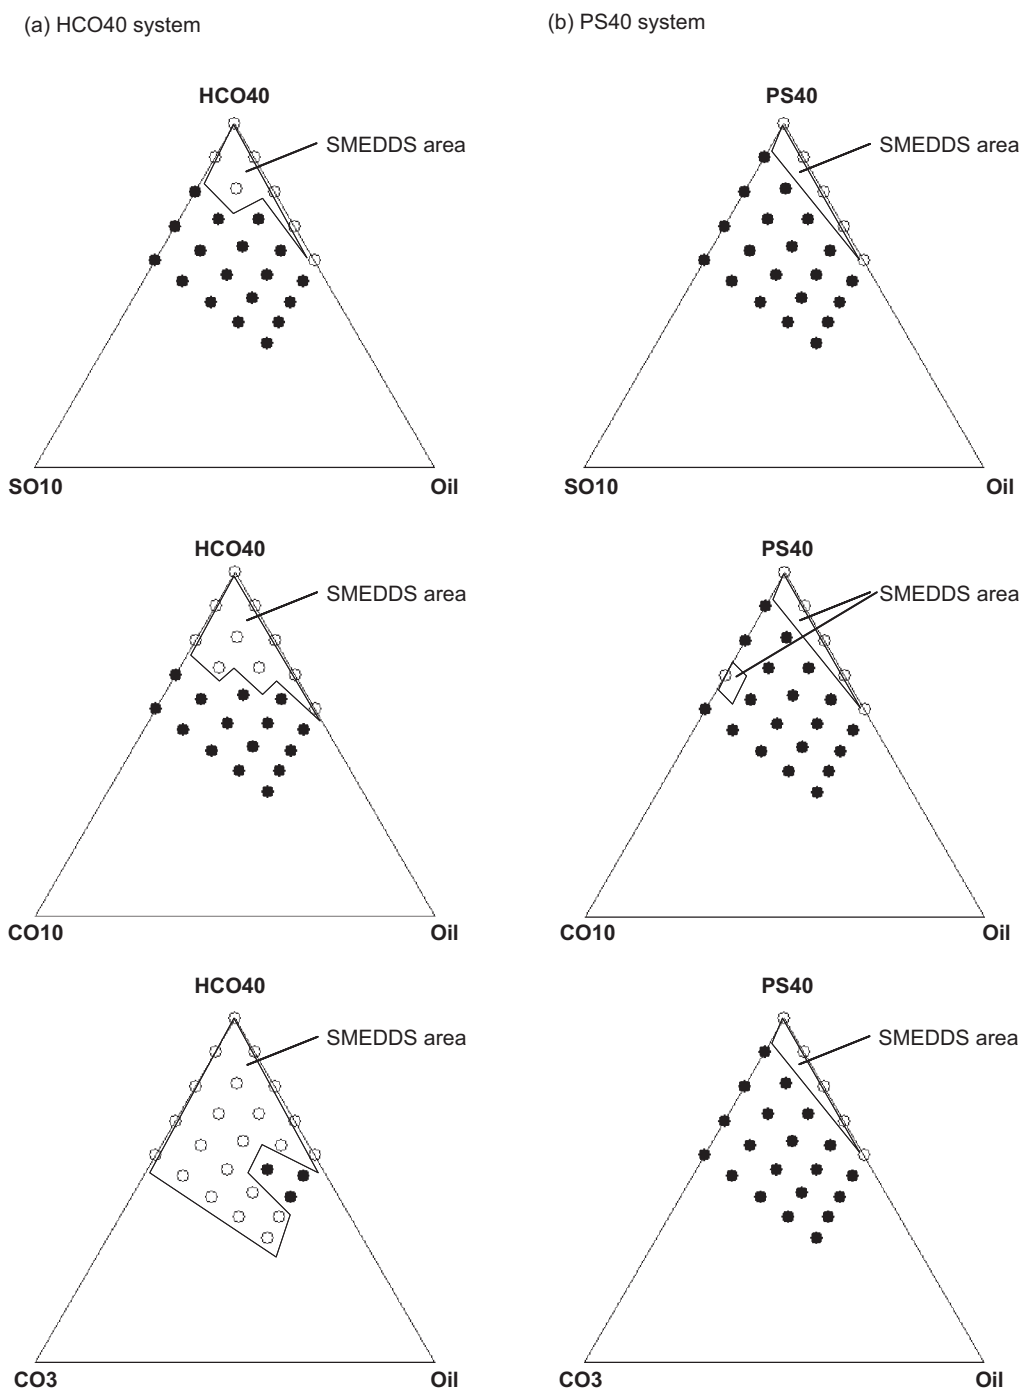 (a) HCO40 system
(b) PS40 system
HCO40
SMEDDS area
SO10
Oil
PS40
SMEDDS area
SO10
Oil
HCO40
SMEDDS area
CO10
Oil
PS40
SMEDDS area
CO10
Oil
HCO40
SMEDDS area
CO3
Oil
PS40
SMEDDS area
CO3
Oil